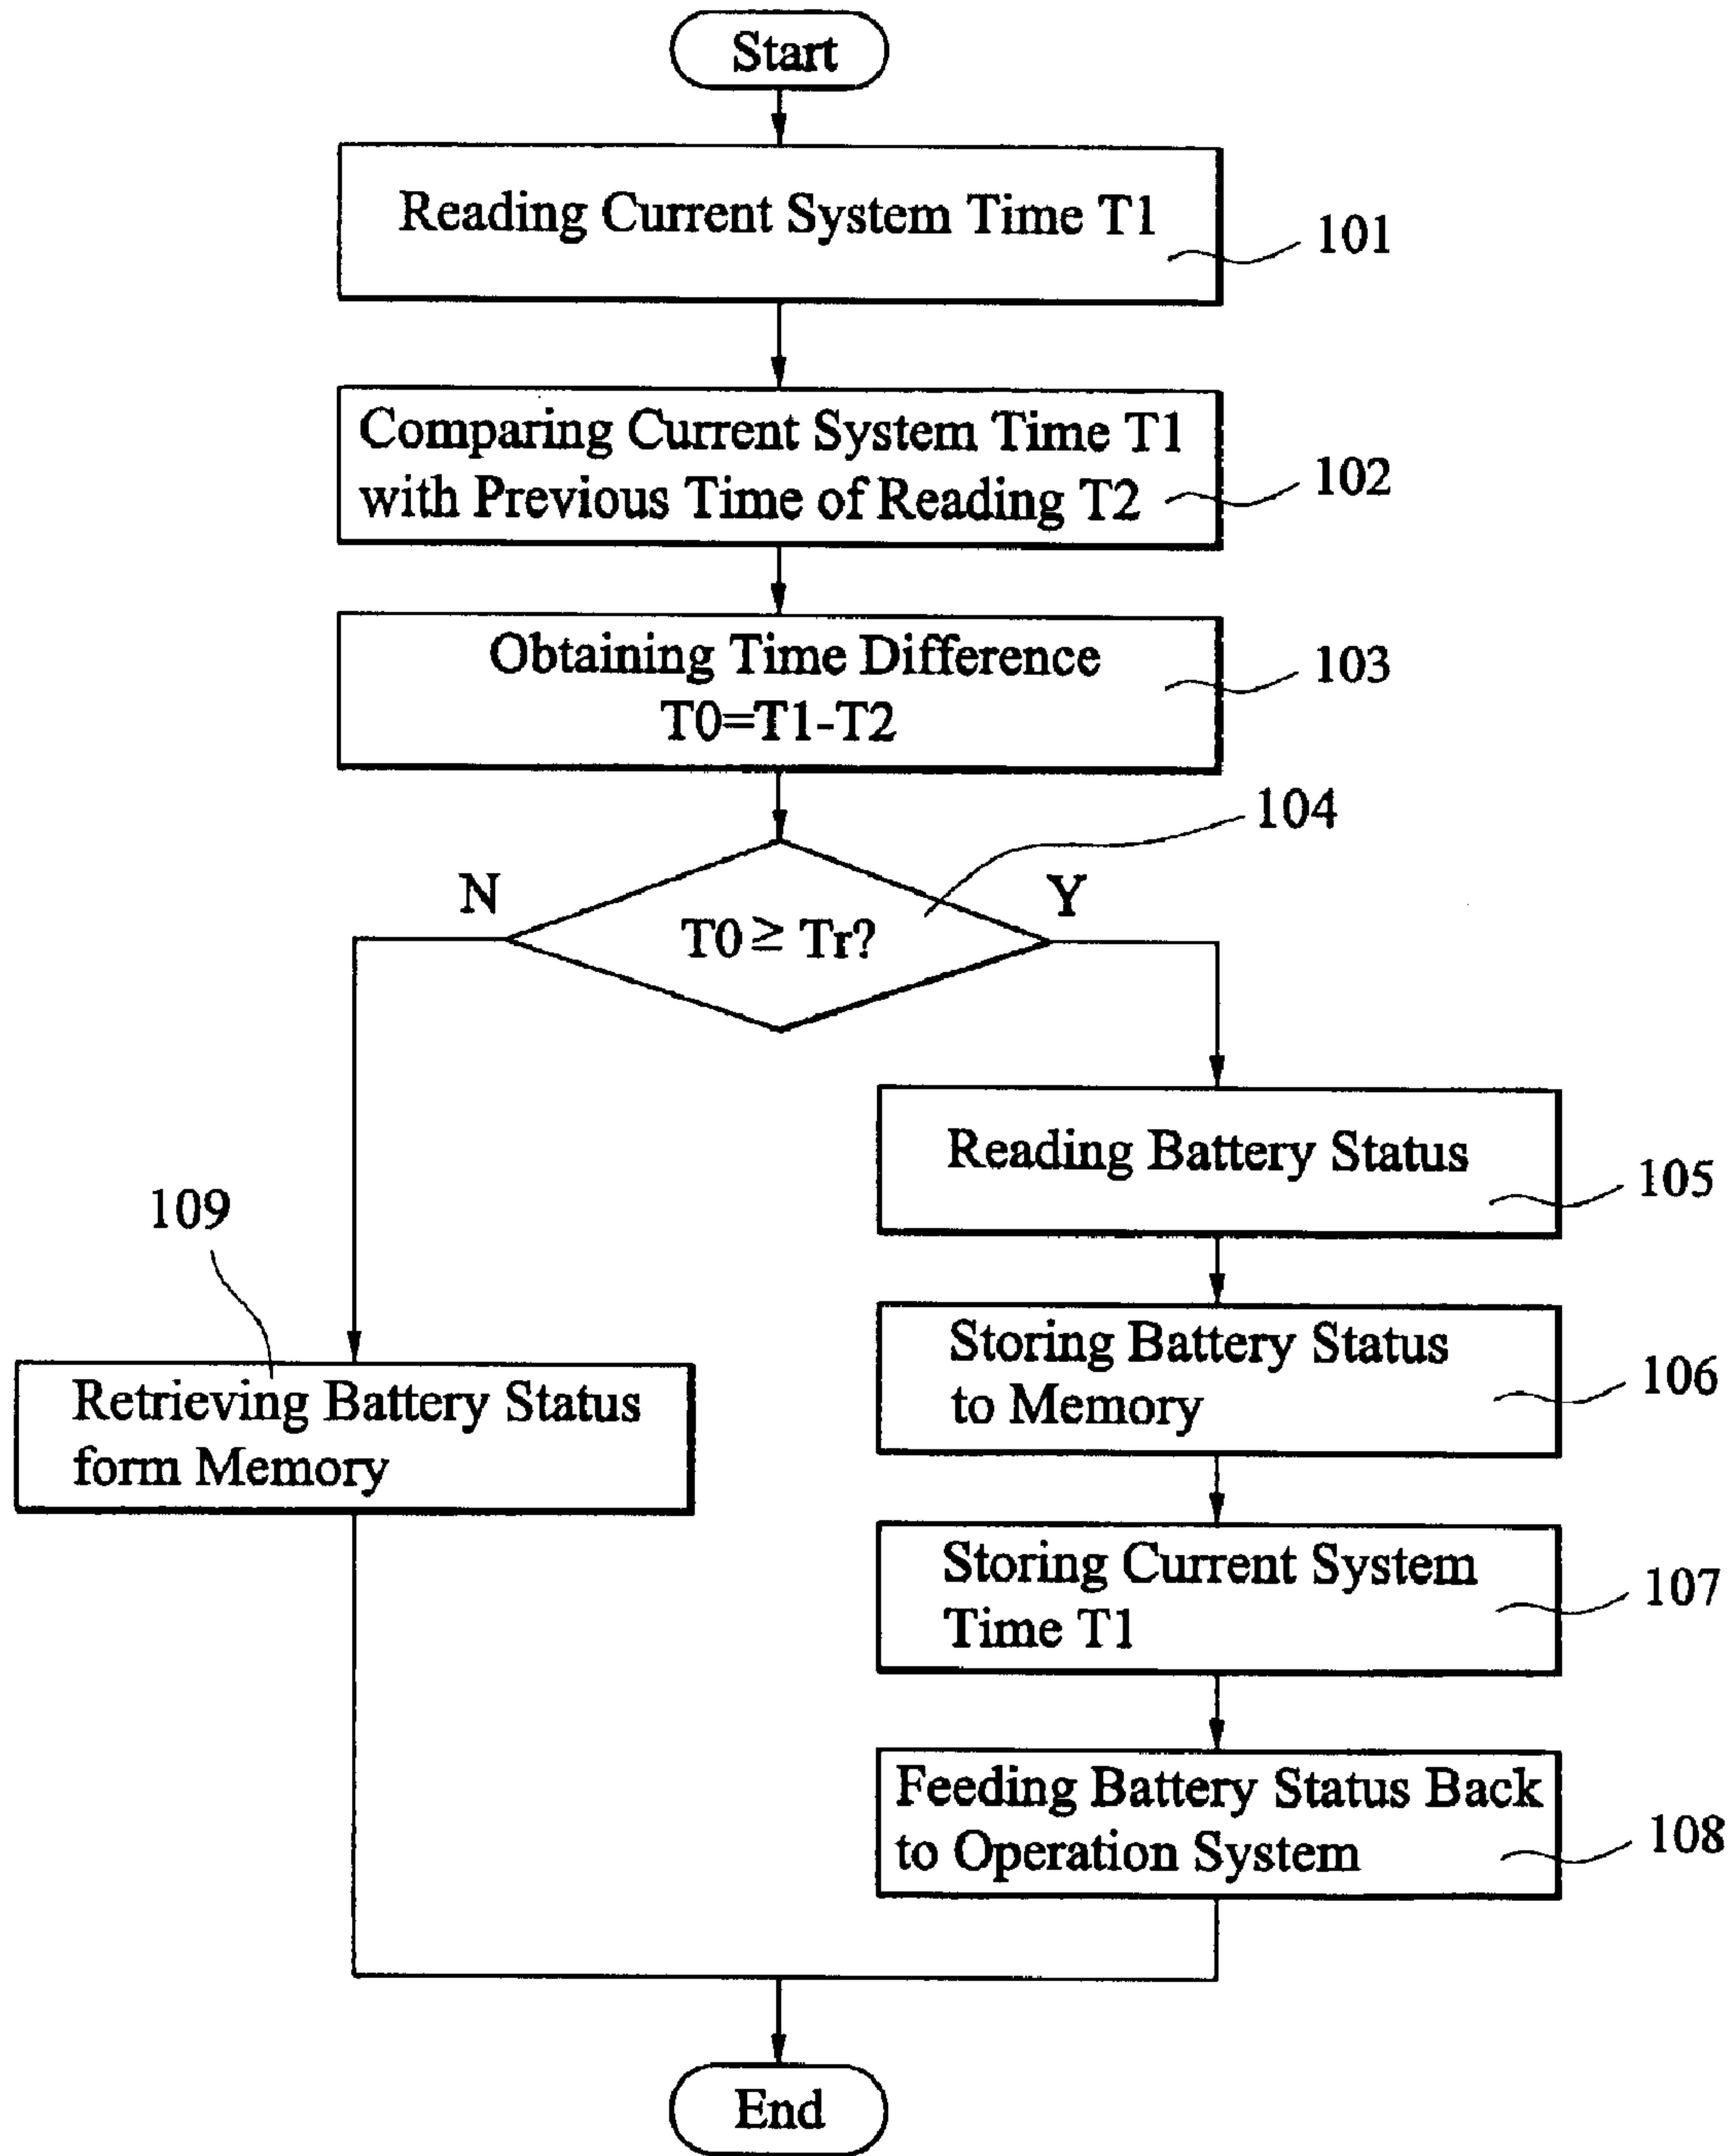 Start
Reading Current System Time T1
101
Comparing Current System Time T1
with Previous Time of Reading T2
102
Obtaining Time Difference
T0=T1-T2
103
104
N
Y
T0 ≧ Tr?
Reading Battery Status
105
109
Storing Battery Status
to Memory
106
Retrieving Battery Status
form Memory
Storing Current System
Time T1
107
Feeding Battery Status Back
to Operation System
108
End